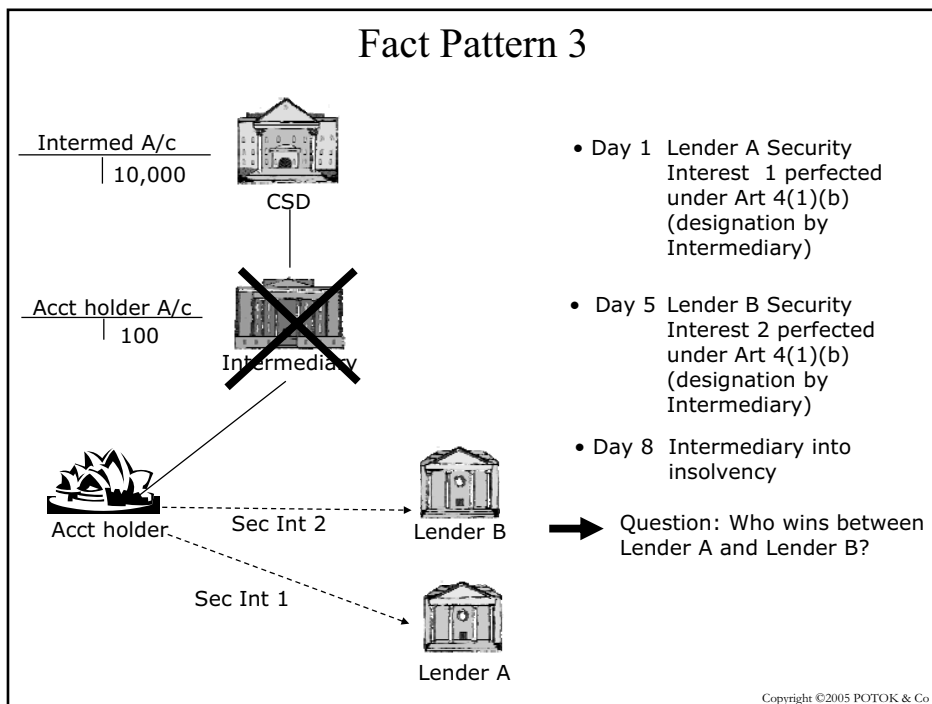 Fact Pattern 3
Intermed A/c
10,000
CSD
Acct holder A/c
100
Intermediary
Acct holder
Sec Int 2
Lender B
Sec Int 1
Lender A
• Day 1 Lender A Security
Interest 1 perfected
under Art 4(1)(b)
(designation by
Intermediary)
• Day 5 Lender B Security
Interest 2 perfected
under Art 4(1)(b)
(designation by
Intermediary)
• Day 8 Intermediary into
insolvency
Question: Who wins between
Lender A and Lender B?
Copyright ©2005 POTOK & Co